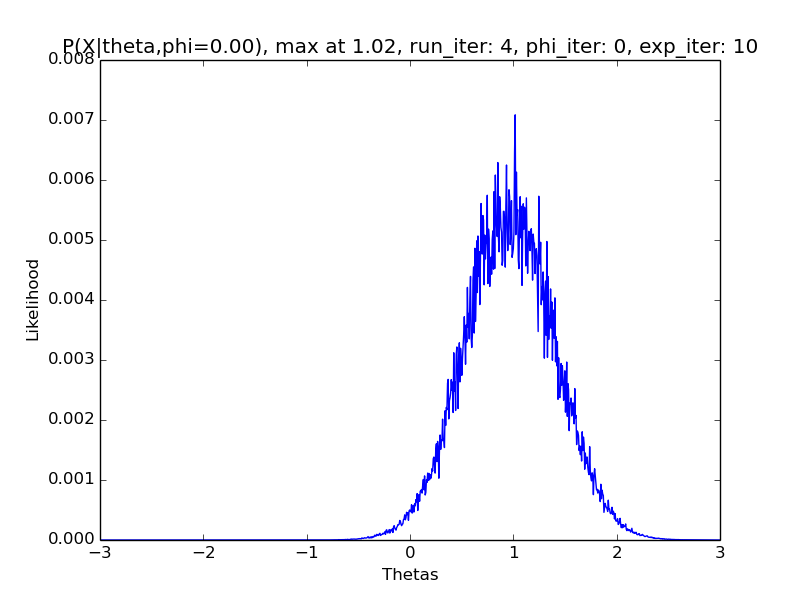 P(X|theta,phi=0.00), max at 1.02, run_iter: 4, phi_iter: 0, exp_iter: 10
0.008
0.007
0.006
0.005
0.004
0.003
0.002
0.001
0.000
Likelihood
−3 −2 −1 0 1 2 3
Thetas